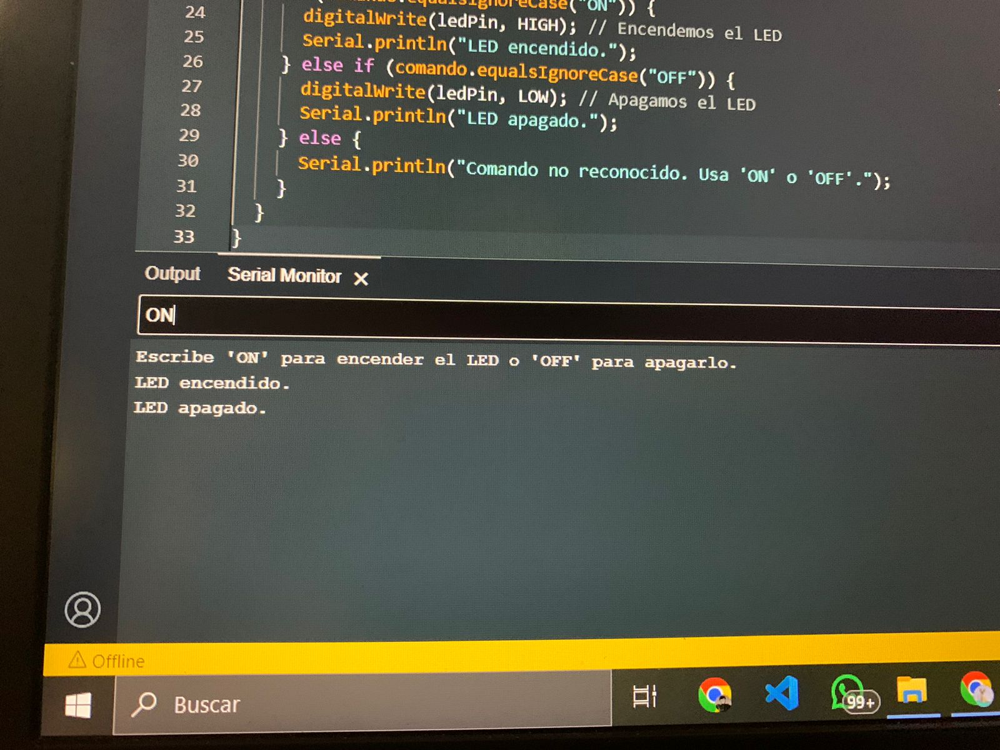 24 comando.equalsIgnoreCase("ON")) {
digitalWrite(ledPin, HIGH); // Encendemos el LED
25 Serial.println("LED encendido.");
26 } else if (comando.equalsIgnoreCase("OFF")) {
27 digitalWrite(ledPin, LOW); // Apagamos el LED
28 Serial.println("LED apagado.");
29 } else {
30 Serial.println("Comando no reconocido. Usa 'ON' o 'OFF'.");
31 }
32 }
33 }
Output Serial Monitor
ON
Escribe 'ON' para encender el LED o 'OFF' para apagarlo.
LED encendido.
LED apagado.
Offline
Buscar
99+